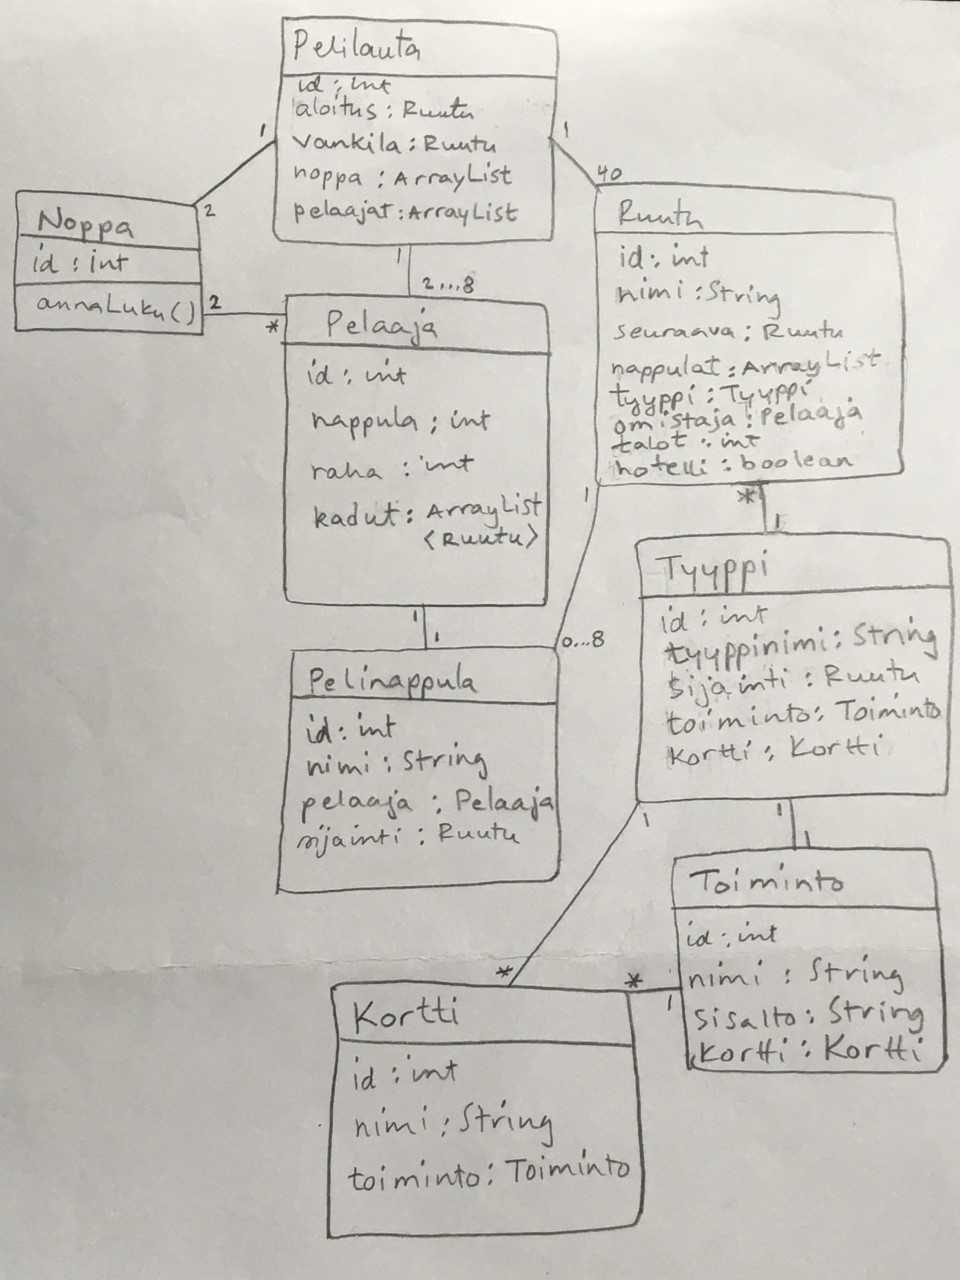 Pelilauta
id : int
aloitus : Ruutu
vankila : Ruutu
noppa : ArrayList
pelaajat : ArrayList
1
2
1
40
1
2...8
Noppa
id : int
annaLuku()
2
*
Pelaaja
id : int
nappula : int
raha : int
kadut : ArrayList
<Ruutu>
Ruutu
id : int
nimi : String
seuraava : Ruutu
nappulat : ArrayList
tyyppi : Tyyppi
omistaja : Pelaaja
talot : int
hotelli : boolean
1
0...8
*
1
1
1
Pelinappula
id : int
nimi : String
pelaaja : Pelaaja
sijainti : Ruutu
Tyyppi
id : int
tyyppinimi : String
sijainti : Ruutu
toiminto : Toiminto
kortti : Kortti
1
*
1
1
Toiminto
id : int
nimi : String
sisalto : String
kortti : Kortti
*
1
Kortti
id : int
nimi : String
toiminto : Toiminto